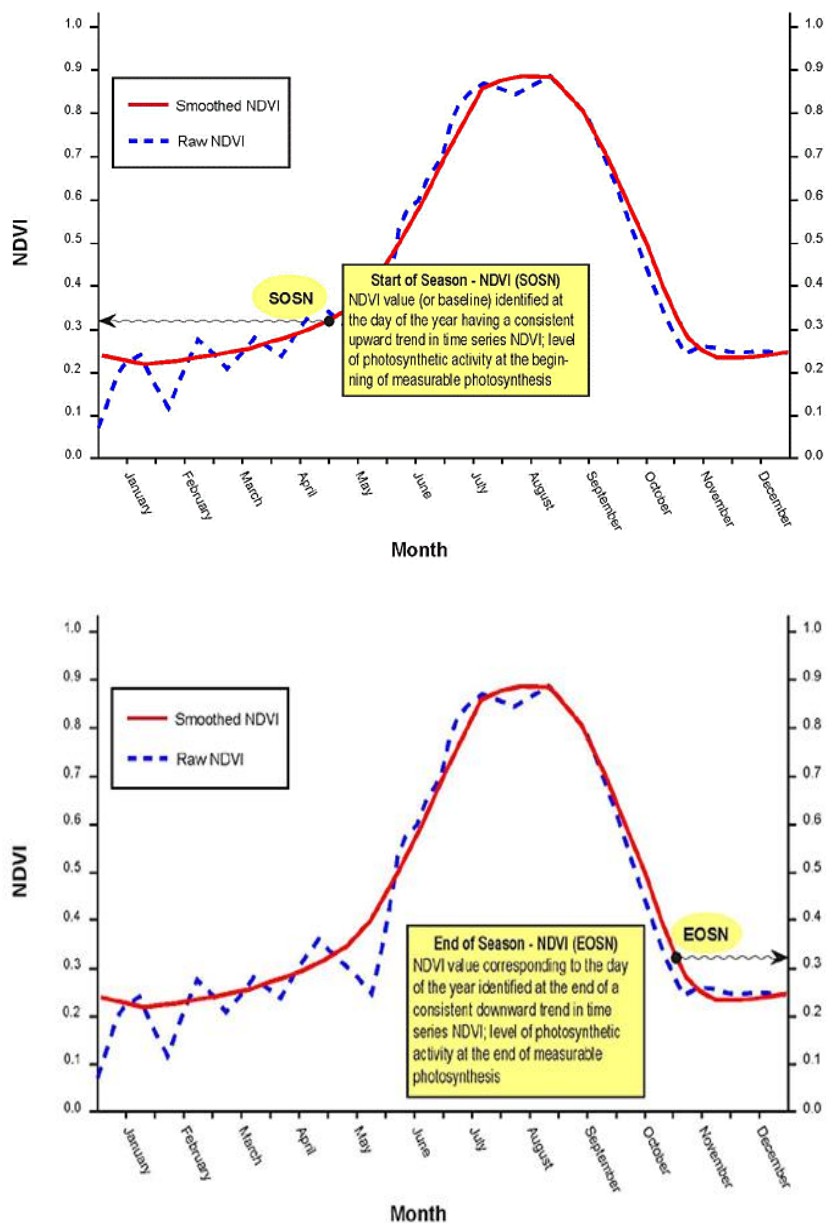 1.0
0.9
0.8
0.7
0.6
0.5
0.4
0.3
0.2
0.1
0.0
NDVI
Smoothed NDVI
Raw NDVI
SOSN
Start of Season - NDVI (SOSN)
NDVI value (or baseline) identified at
the day of the year having a consistent
upward trend in time series NDVI; level
of photosynthetic activity at the begin-
ning of measurable photosynthesis
1.0
0.9
0.8
0.7
0.6
0.5
0.4
0.3
0.2
0.1
0.0
January
February
March
April
May
June
July
August
September
October
November
December
Month
1.0
0.9
0.8
0.7
0.6
0.5
0.4
0.3
0.2
0.1
0.0
NDVI
Smoothed NDVI
Raw NDVI
End of Season - NDVI (EOSN)
NDVI value corresponding to the day
of the year identified at the end of a
consistent downward trend in time
series NDVI; level of photosynthetic
activity at the end of measurable
photosynthesis
EOSN
1.0
0.9
0.8
0.7
0.6
0.5
0.4
0.3
0.2
0.1
0.0
January
February
March
April
May
June
July
August
September
October
November
December
Month